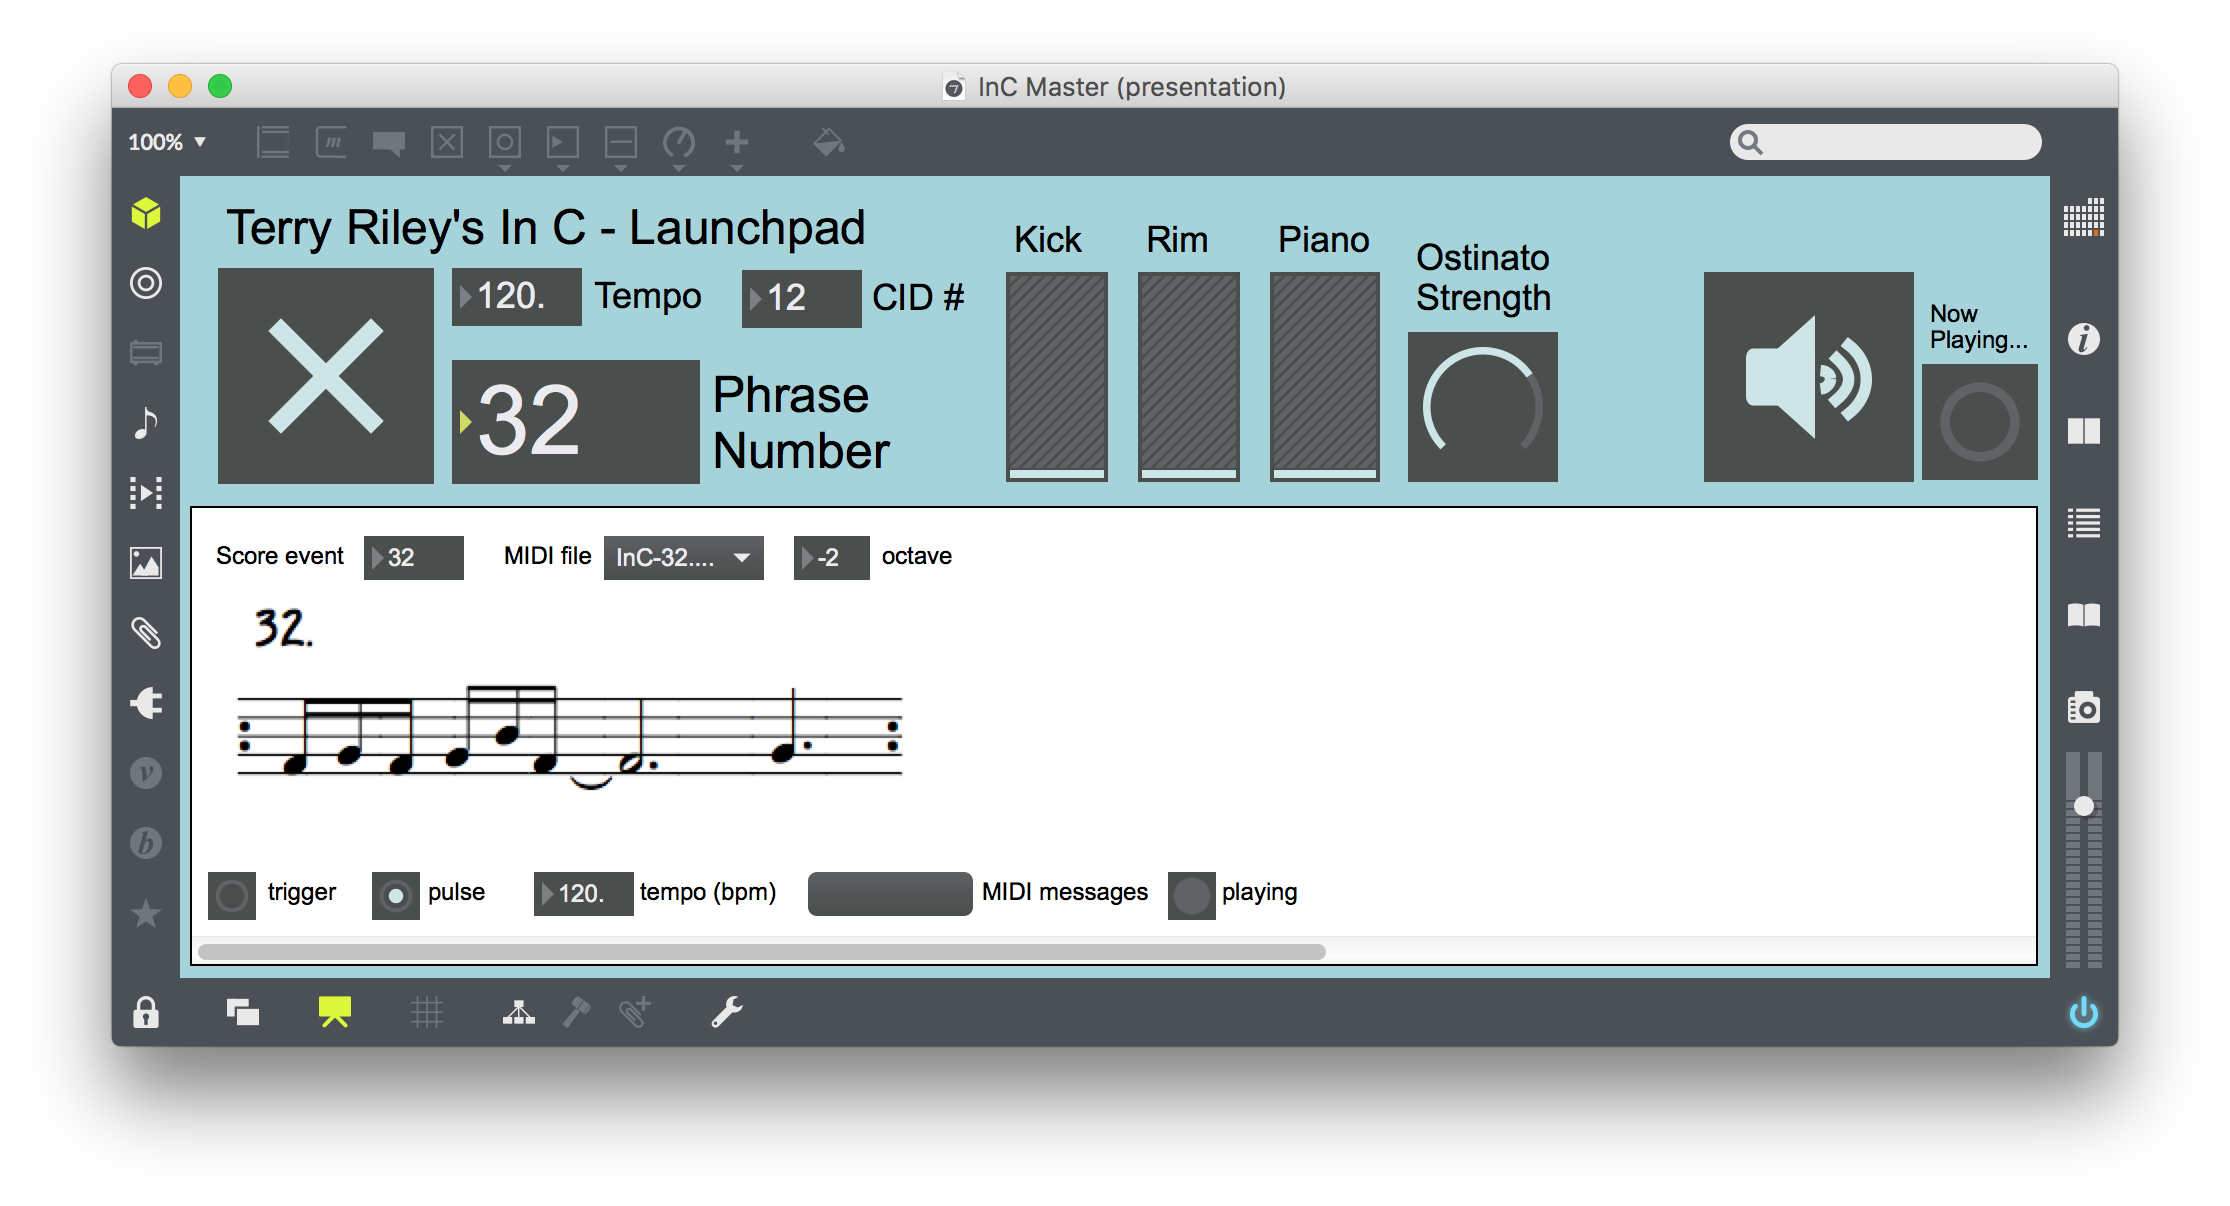 InC Master (presentation)
100%
m
Terry Riley's In C - Launchpad
120. Tempo
12 CID #
32 Phrase
Number
Kick
Rim
Piano
Ostinato
Strength
Now
Playing...
Score event 32
MIDI file InC-32....
-2 octave
32.
trigger
pulse
120. tempo (bpm)
MIDI messages
playing
i
v
b